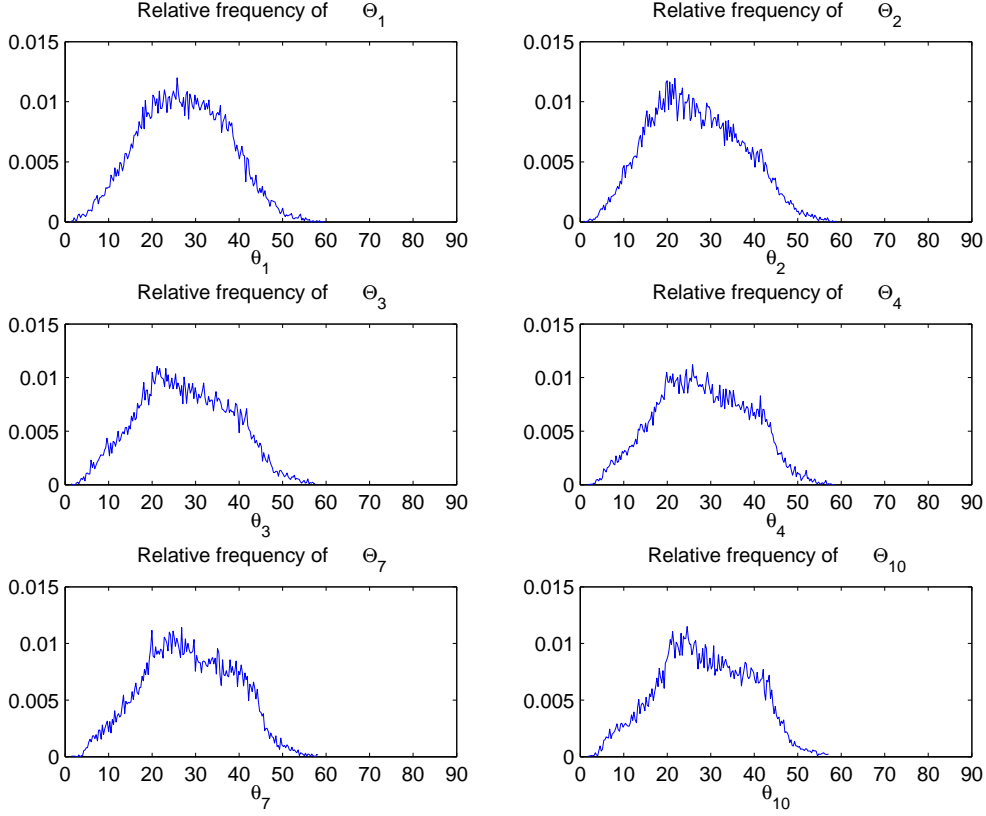 Relative frequency of Θ1
0.015
0.01
0.005
0
0 10 20 30 40 50 60 70 80 90
θ1
Relative frequency of Θ2
0.015
0.01
0.005
0
0 10 20 30 40 50 60 70 80 90
θ2
Relative frequency of Θ3
0.015
0.01
0.005
0
0 10 20 30 40 50 60 70 80 90
θ3
Relative frequency of Θ4
0.015
0.01
0.005
0
0 10 20 30 40 50 60 70 80 90
θ4
Relative frequency of Θ7
0.015
0.01
0.005
0
0 10 20 30 40 50 60 70 80 90
θ7
Relative frequency of Θ10
0.015
0.01
0.005
0
0 10 20 30 40 50 60 70 80 90
θ10